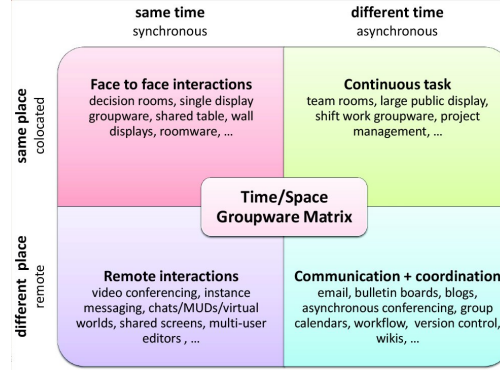 same time
synchronous
different time
asynchronous
same place
colocated
Face to face interactions
decision rooms, single display
groupware, shared table, wall
displays, roomware, ...
Continuous task
team rooms, large public display,
shift work groupware, project
management, ...
Time/Space
Groupware Matrix
different place
remote
Remote interactions
video conferencing, instance
messaging, chats/MUDs/virtual
worlds, shared screens, multi-user
editors , ...
Communication + coordination
email, bulletin boards, blogs,
asynchronous conferencing, group
calendars, workflow, version control,
wikis, ...